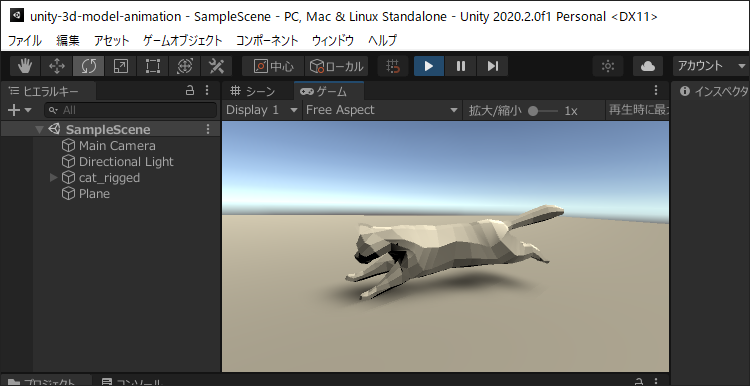 unity-3d-model-animation - SampleScene - PC, Mac & Linux Standalone - Unity 2020.2.0f1 Personal <DX11>
ファイル 編集 アセット ゲームオブジェクト コンポーネント ウィンドウ ヘルプ
中心 ローカル アカウント
ヒエラルキー シーン ゲーム インスペクタ
All Display 1 Free Aspect 拡大/縮小 1x 再生時に最
SampleScene
Main Camera
Directional Light
cat_rigged
Plane
プロジェクト コンソール